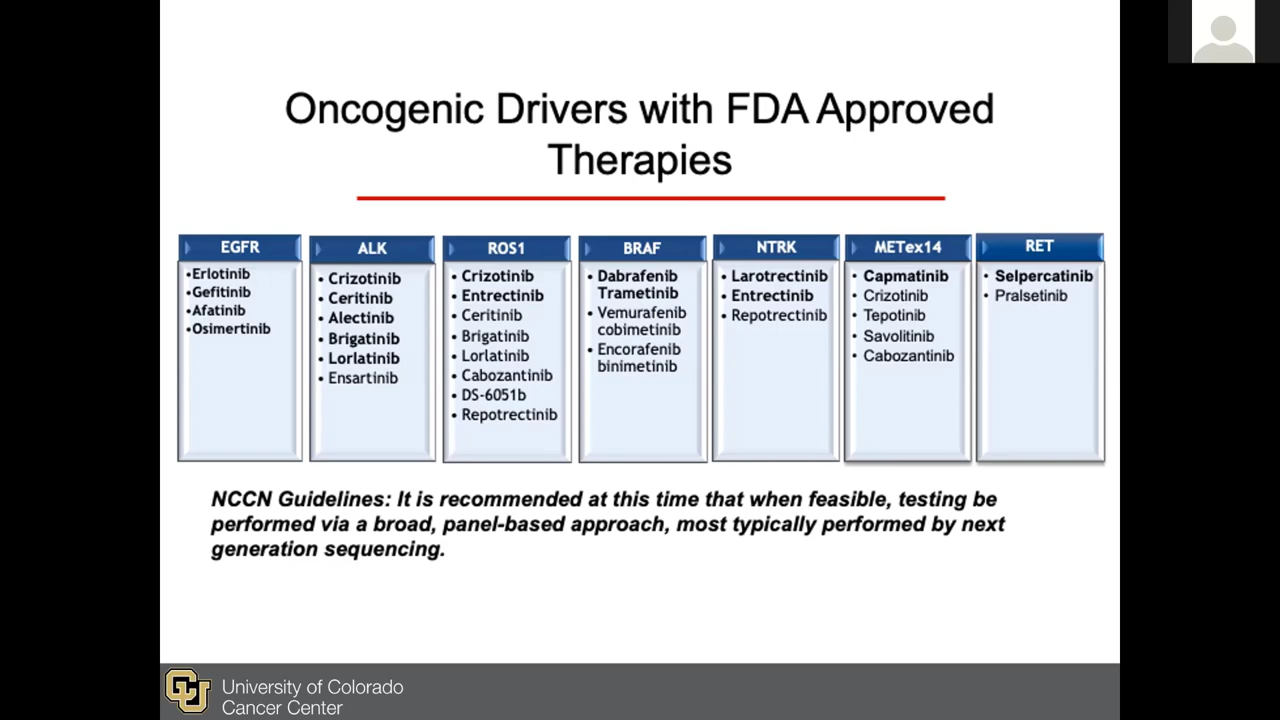 Oncogenic Drivers with FDA Approved
Therapies
EGFR
•Erlotinib
•Gefitinib
•Afatinib
•Osimertinib
ALK
• Crizotinib
• Ceritinib
• Alectinib
• Brigatinib
• Lorlatinib
• Ensartinib
ROS1
• Crizotinib
• Entrectinib
• Ceritinib
• Brigatinib
• Lorlatinib
• Cabozantinib
• DS-6051b
• Repotrectinib
BRAF
• Dabrafenib
Trametinib
• Vemurafenib
cobimetinib
• Encorafenib
binimetinib
NTRK
• Larotrectinib
• Entrectinib
• Repotrectinib
METex14
• Capmatinib
• Crizotinib
• Tepotinib
• Savolitinib
• Cabozantinib
RET
• Selpercatinib
• Pralsetinib
NCCN Guidelines: It is recommended at this time that when feasible, testing be
performed via a broad, panel-based approach, most typically performed by next
generation sequencing.
CU
University of Colorado
Cancer Center